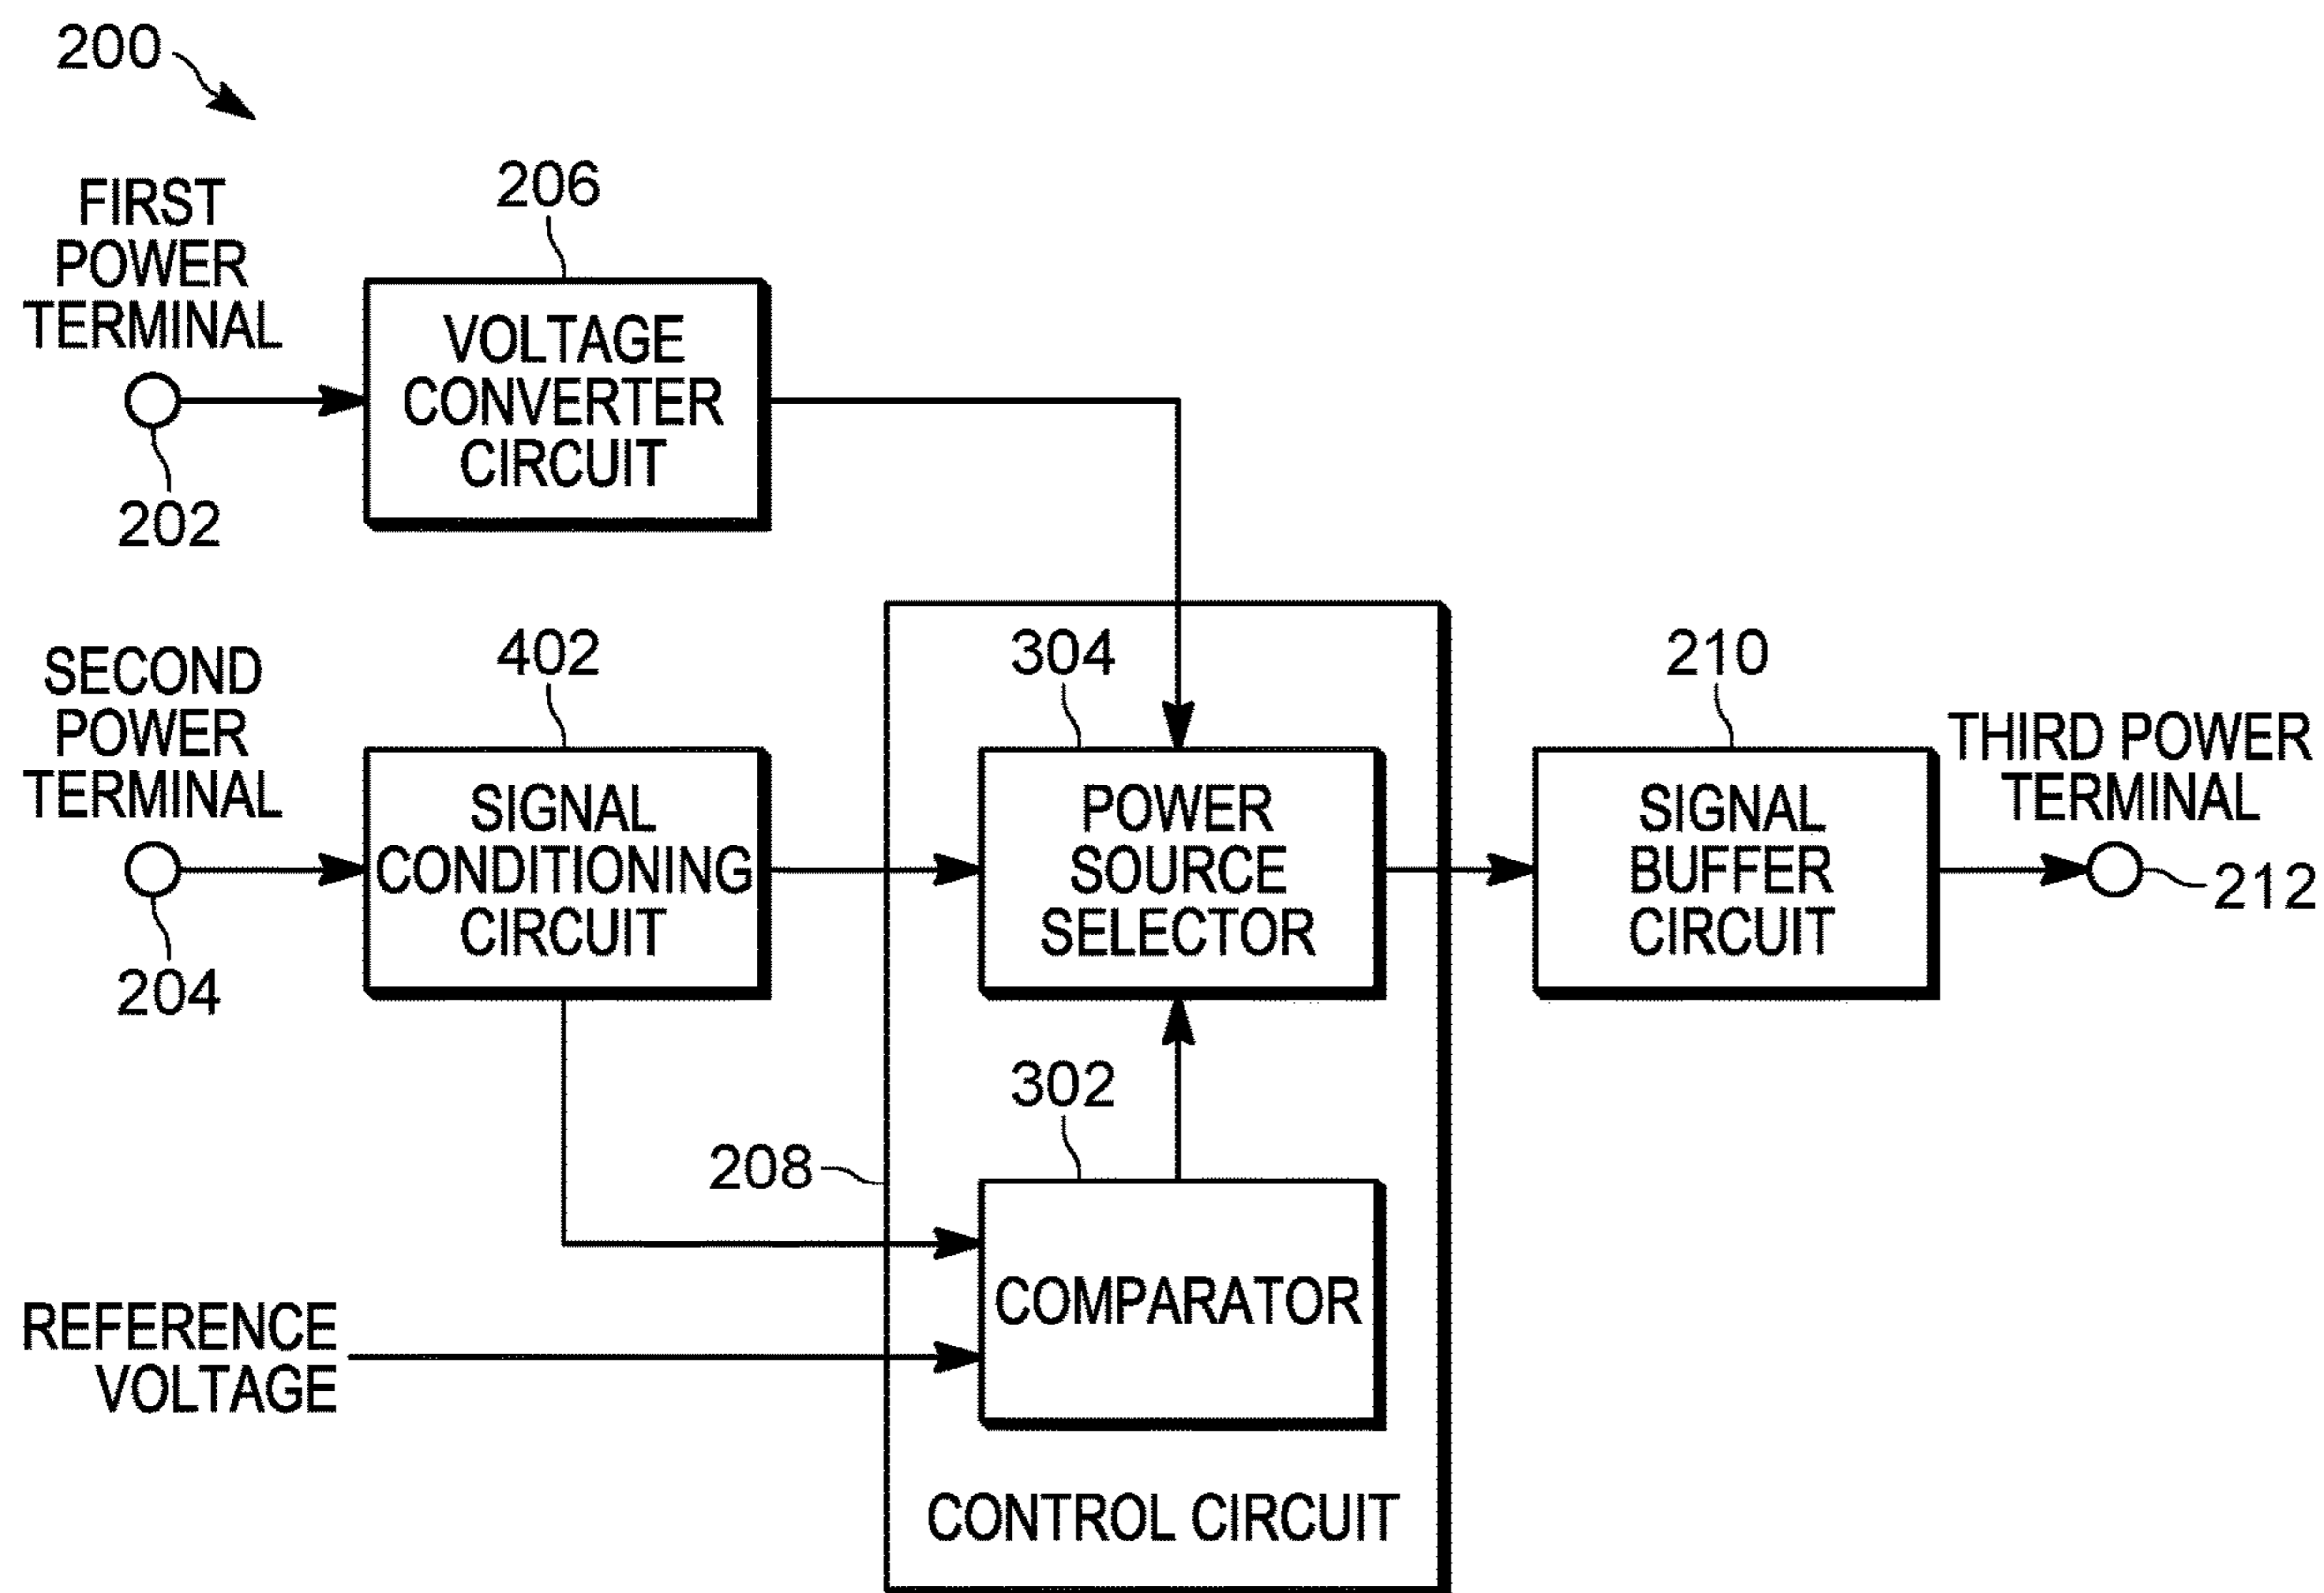 200
FIRST
POWER
TERMINAL
202
206
VOLTAGE
CONVERTER
CIRCUIT
SECOND
POWER
TERMINAL
204
402
SIGNAL
CONDITIONING
CIRCUIT
304
POWER
SOURCE
SELECTOR
210
SIGNAL
BUFFER
CIRCUIT
THIRD POWER
TERMINAL
212
208
302
COMPARATOR
REFERENCE
VOLTAGE
CONTROL CIRCUIT